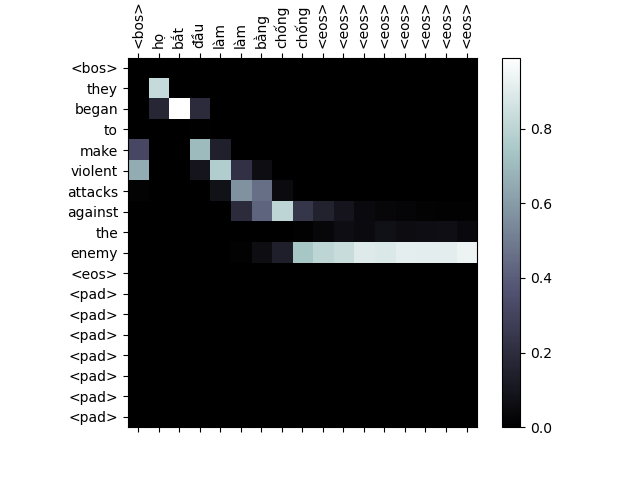 <bos> họ bắt đầu làm làm bằng chống chống <eos> <eos> <eos> <eos> <eos> <eos> <eos> <eos>
<bos>
they
began
to
make
violent
attacks
against
the
enemy
<eos>
<pad>
<pad>
<pad>
<pad>
<pad>
<pad>
<pad>
0.8
0.6
0.4
0.2
0.0